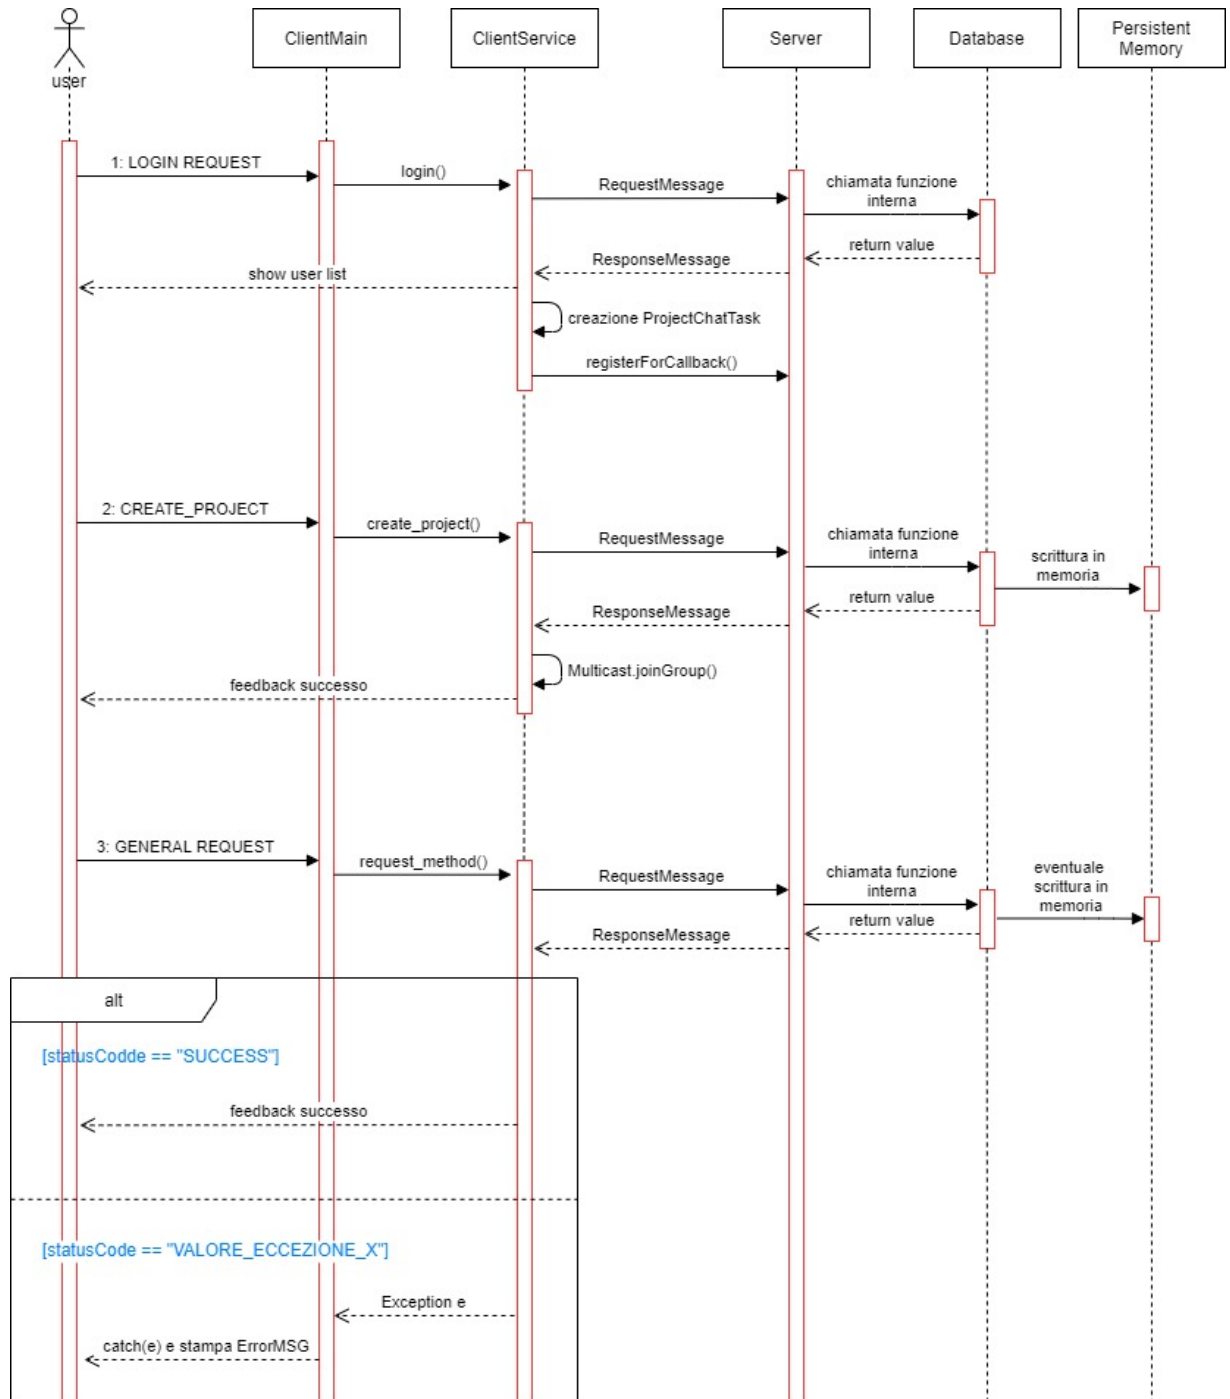 user
ClientMain
ClientService
Server
Database
Persistent
Memory
1: LOGIN REQUEST
login()
RequestMessage
chiamata funzione
interna
return value
ResponseMessage
show user list
creazione ProjectChatTask
registerForCallback()
2: CREATE_PROJECT
create_project()
RequestMessage
chiamata funzione
interna
scrittura in
memoria
return value
ResponseMessage
Multicast.joinGroup()
feedback successo
3: GENERAL REQUEST
request_method()
RequestMessage
chiamata funzione
interna
eventuale
scrittura in
memoria
return value
ResponseMessage
alt
[statusCodde == "SUCCESS"]
feedback successo
[statusCode == "VALORE_ECCEZIONE_X"]
Exception e
catch(e) e stampa ErrorMSG